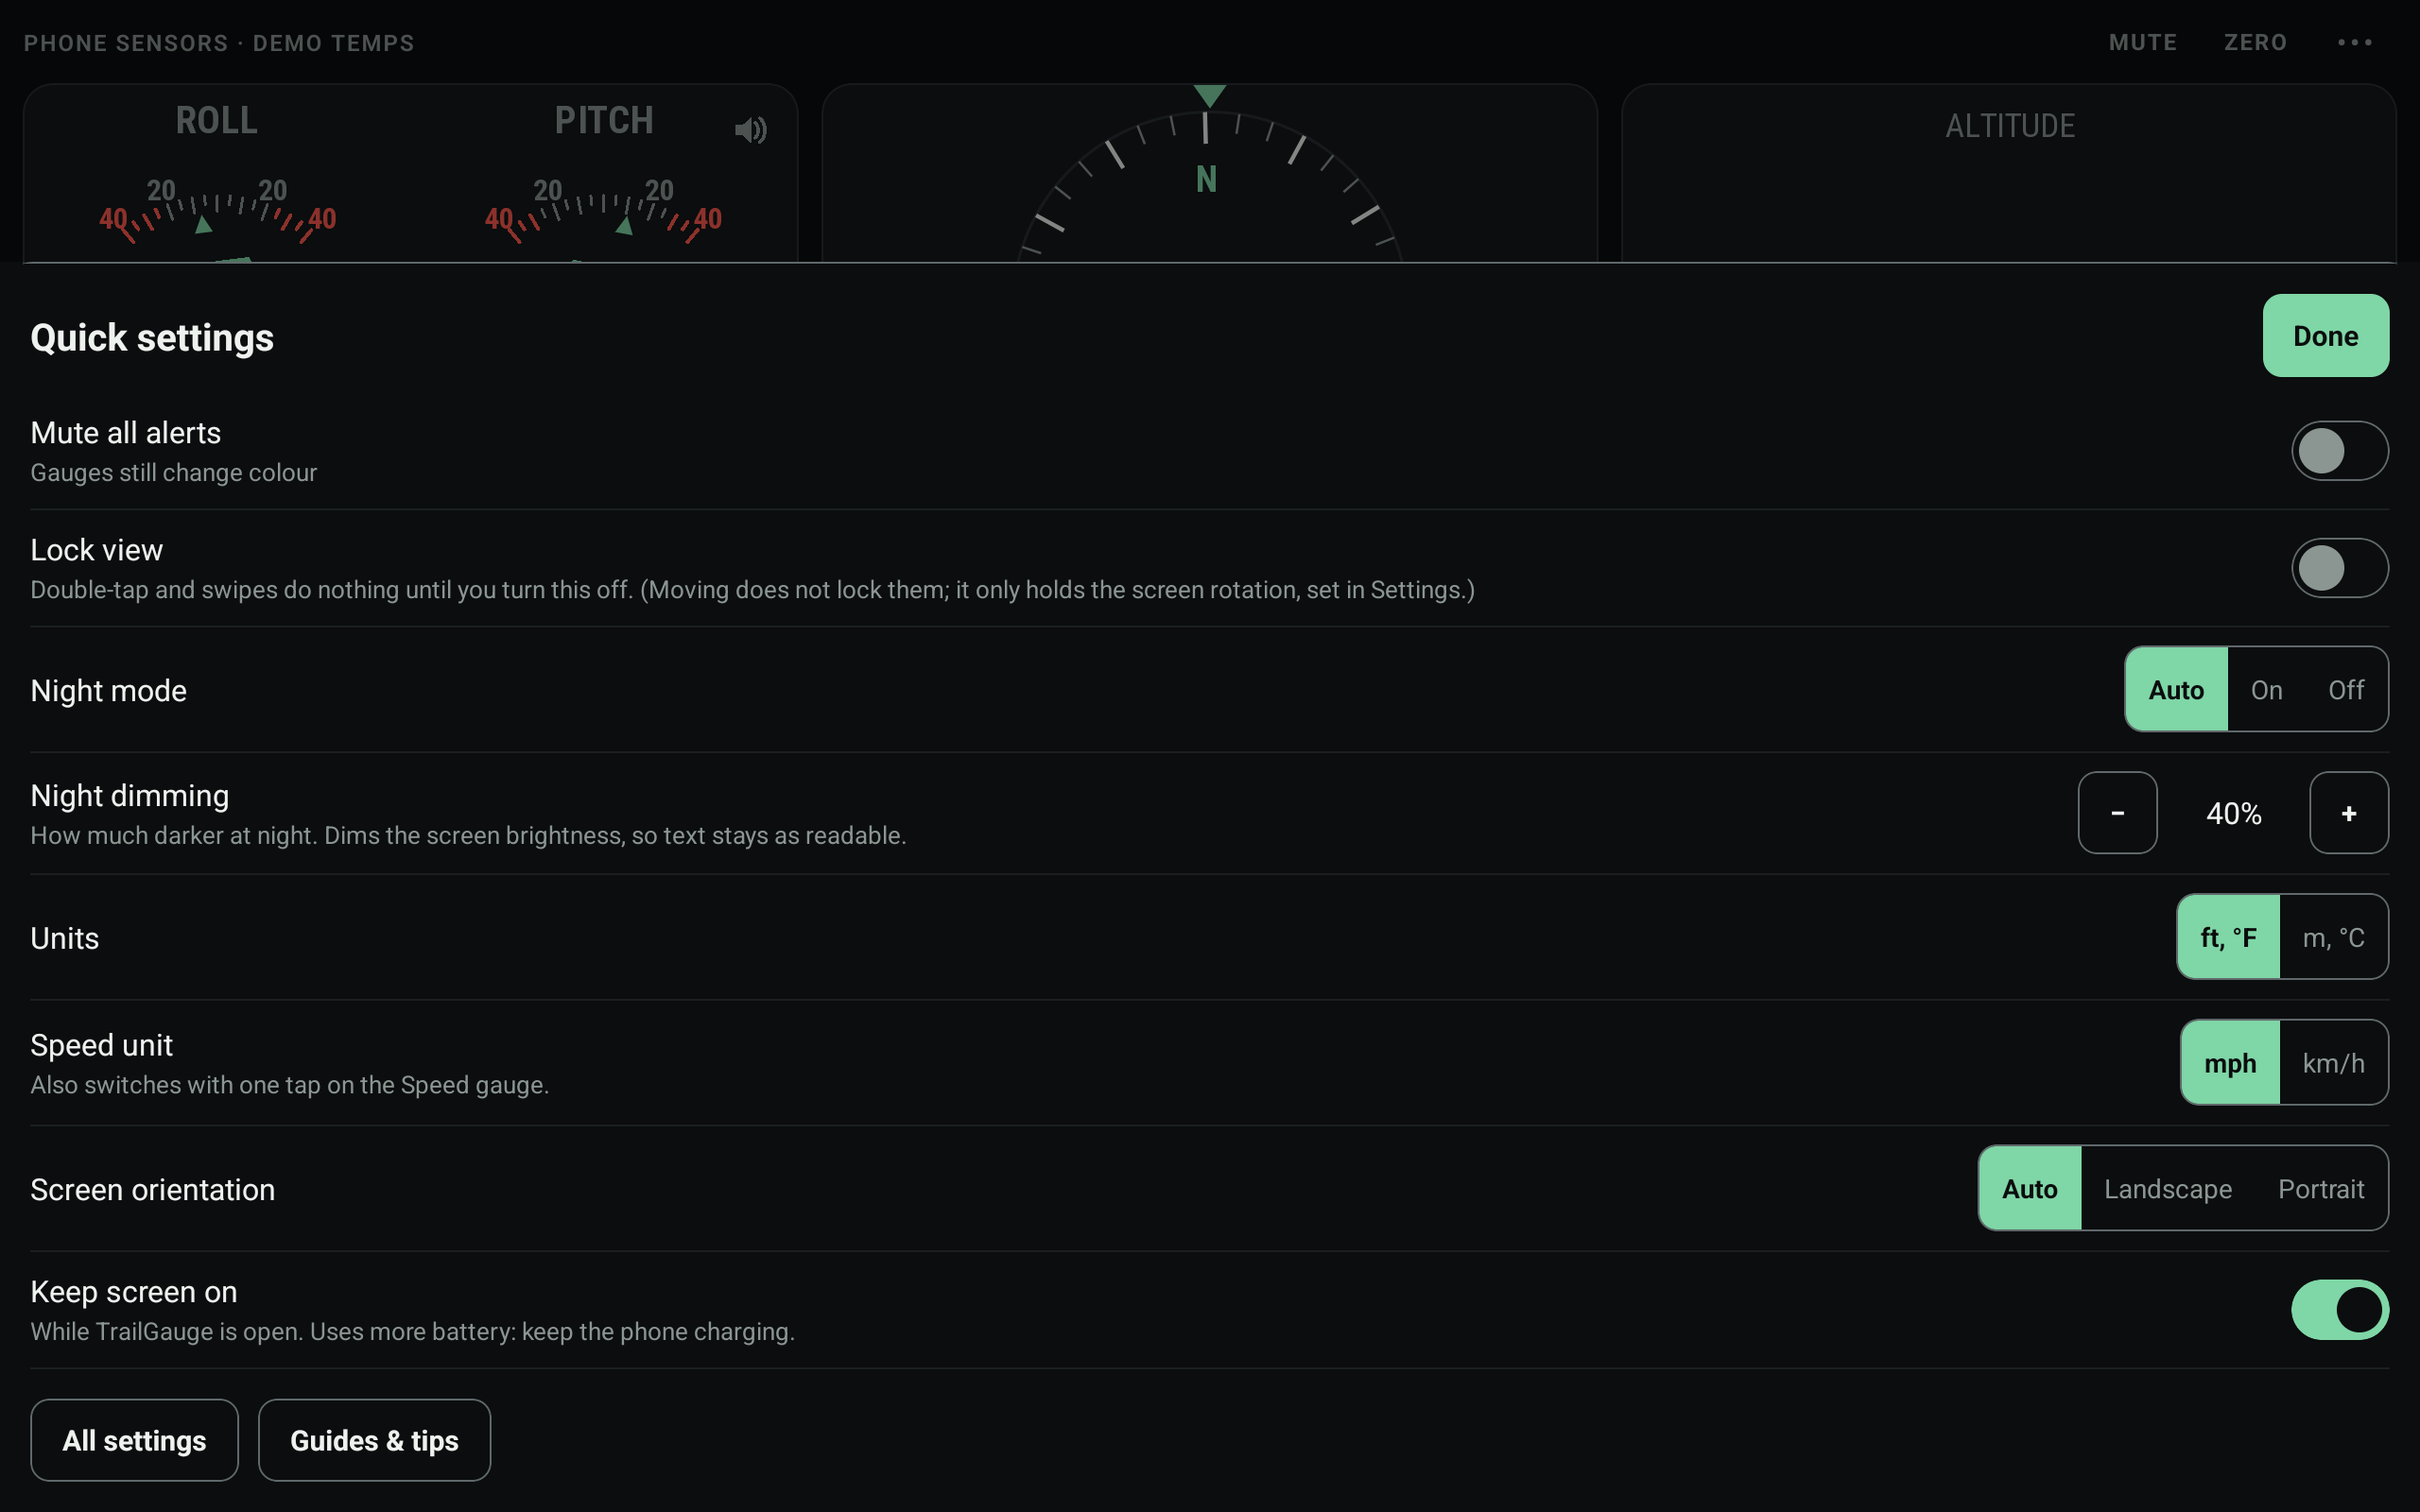 PHONE SENSORS · DEMO TEMPS
MUTE ZERO •••
ROLL PITCH ALTITUDE
20 20 20 20
40 40 40 40
N
Quick settings
Done
Mute all alerts
Gauges still change colour
Lock view
Double-tap and swipes do nothing until you turn this off. (Moving does not lock them; it only holds the screen rotation, set in Settings.)
Night mode
Auto On Off
Night dimming
How much darker at night. Dims the screen brightness, so text stays as readable.
− 40% +
Units
ft, °F m, °C
Speed unit
Also switches with one tap on the Speed gauge.
mph km/h
Screen orientation
Auto Landscape Portrait
Keep screen on
While TrailGauge is open. Uses more battery: keep the phone charging.
All settings Guides & tips